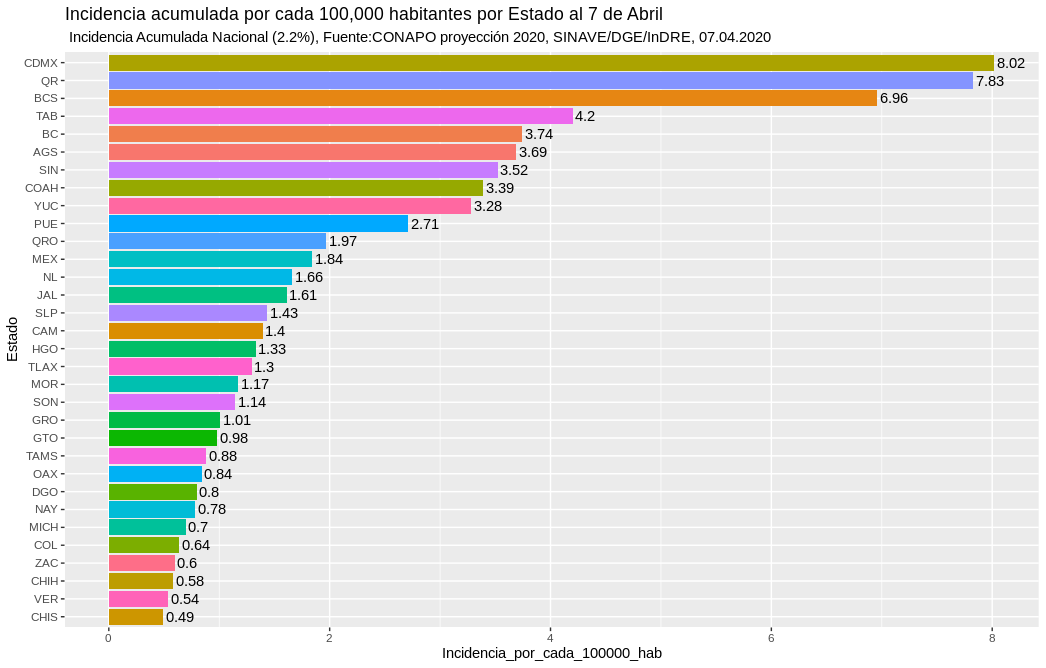 Incidencia acumulada por cada 100,000 habitantes por Estado al 7 de Abril
Incidencia Acumulada Nacional (2.2%), Fuente:CONAPO proyección 2020, SINAVE/DGE/InDRE, 07.04.2020
Estado
CDMX 8.02
QR 7.83
BCS 6.96
TAB 4.2
BC 3.74
AGS 3.69
SIN 3.52
COAH 3.39
YUC 3.28
PUE 2.71
QRO 1.97
MEX 1.84
NL 1.66
JAL 1.61
SLP 1.43
CAM 1.4
HGO 1.33
TLAX 1.3
MOR 1.17
SON 1.14
GRO 1.01
GTO 0.98
TAMS 0.88
OAX 0.84
DGO 0.8
NAY 0.78
MICH 0.7
COL 0.64
ZAC 0.6
CHIH 0.58
VER 0.54
CHIS 0.49
0 2 4 6 8
Incidencia_por_cada_100000_hab